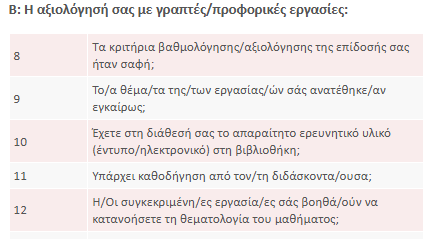 Β: Η αξιολόγησή σας με γραπτές/προφορικές εργασίες:
8 Τα κριτήρια βαθμολόγησης/αξιολόγησης της επίδοσής σας
ήταν σαφή;
9 Το/α θέμα/τα της/των εργασίας/ών σάς ανατέθηκε/αν
εγκαίρως;
10 Έχετε στη διάθεσή σας το απαραίτητο ερευνητικό υλικό
(έντυπο/ηλεκτρονικό) στη βιβλιοθήκη;
11 Υπάρχει καθοδήγηση από τον/τη διδάσκοντα/ουσα;
12 Η/Οι συγκεκριμένη/ες εργασία/ες σάς βοηθά/ούν να
κατανοήσετε τη θεματολογία του μαθήματος;